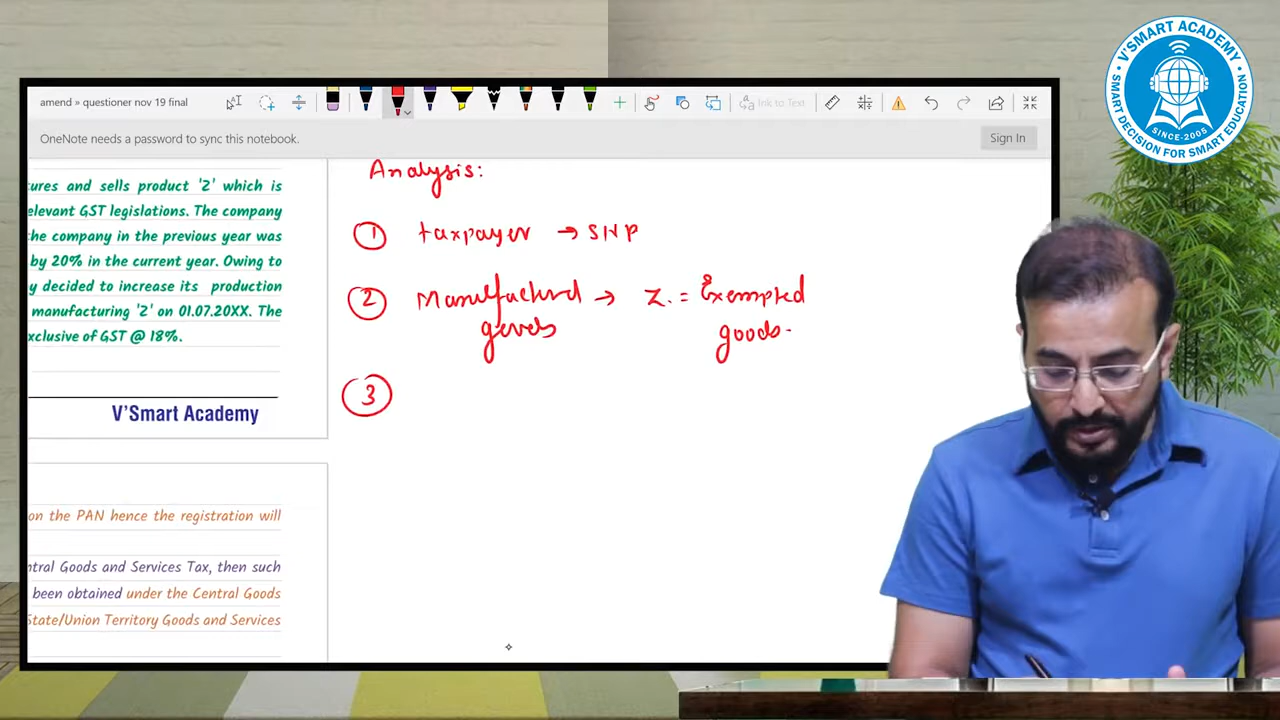 amend » questioner nov 19 final
Ink to Text
OneNote needs a password to sync this notebook.
Sign In
ures and sells product 'Z' which is
elevant GST legislations. The company
he company in the previous year was
by 20% in the current year. Owing to
y decided to increase its production
manufacturing 'Z' on 01.07.20XX. The
xclusive of GST @ 18%.
V'Smart Academy
on the PAN hence the registration will
ntral Goods and Services Tax, then such
been obtained under the Central Goods
State/Union Territory Goods and Services
Analysis:
1 taxpayer → SNP
2 Manufactured → Z. = Exempted
goods goods.
3
V'SMART ACADEMY
SINCE-2005
SMART DECISION FOR SMART EDUCATION